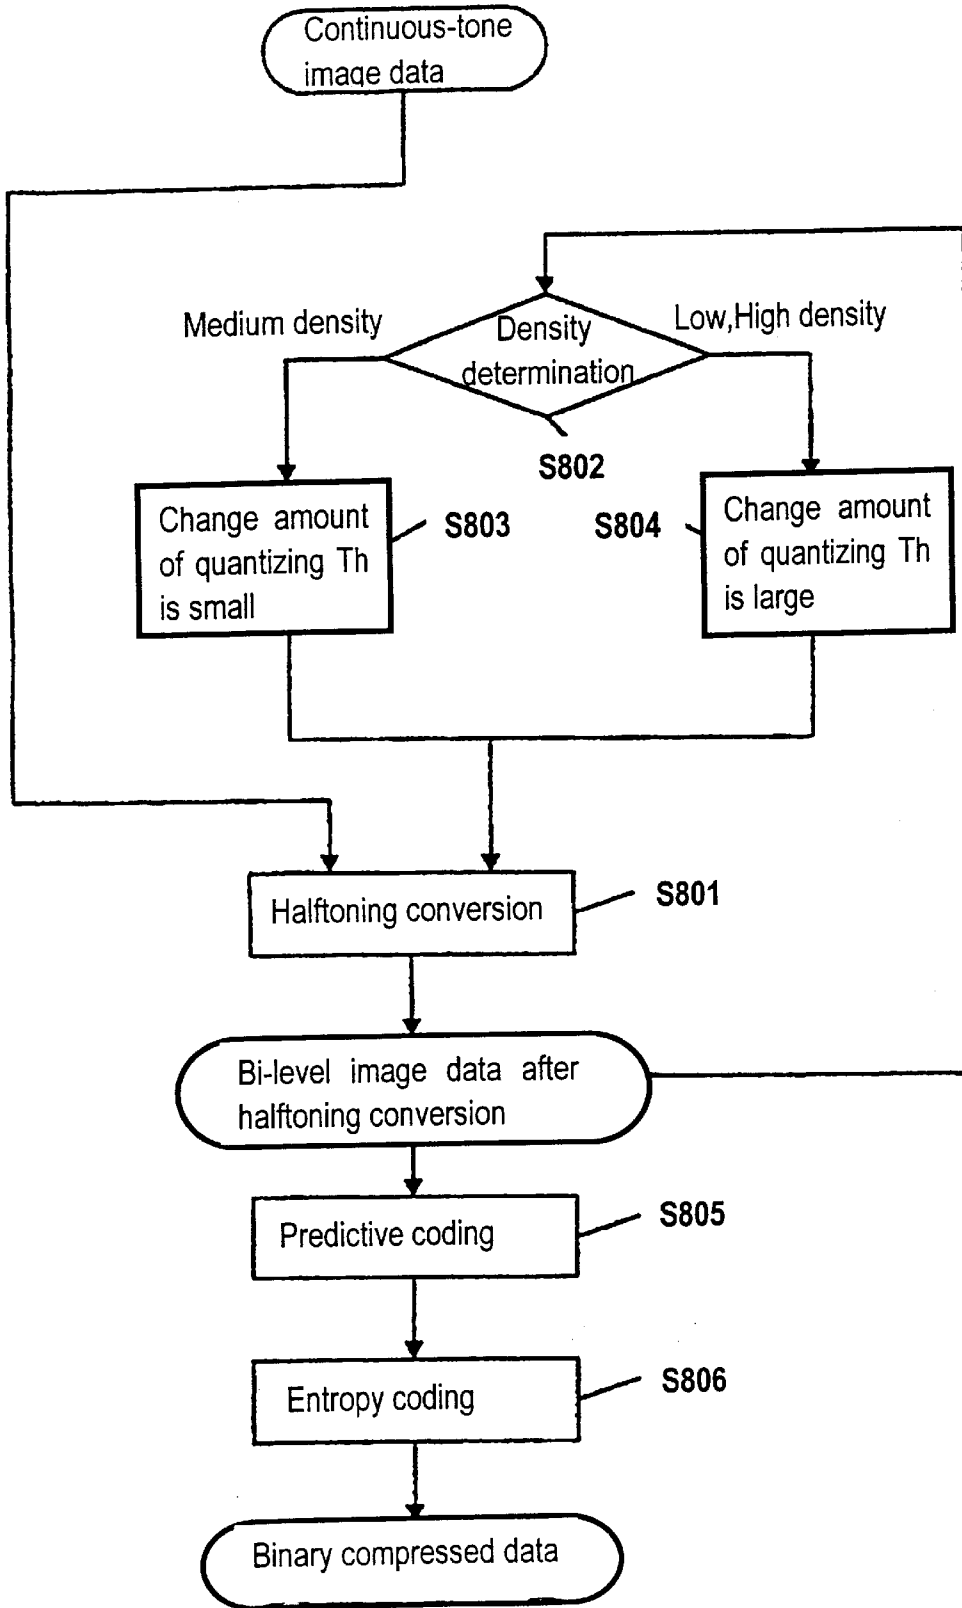 Continuous-tone
image data
Medium density
Low,High density
Density
determination
S802
Change amount
of quantizing Th
is small
S803
S804
Change amount
of quantizing Th
is large
Halftoning conversion
S801
Bi-level image data after
halftoning conversion
Predictive coding
S805
Entropy coding
S806
Binary compressed data